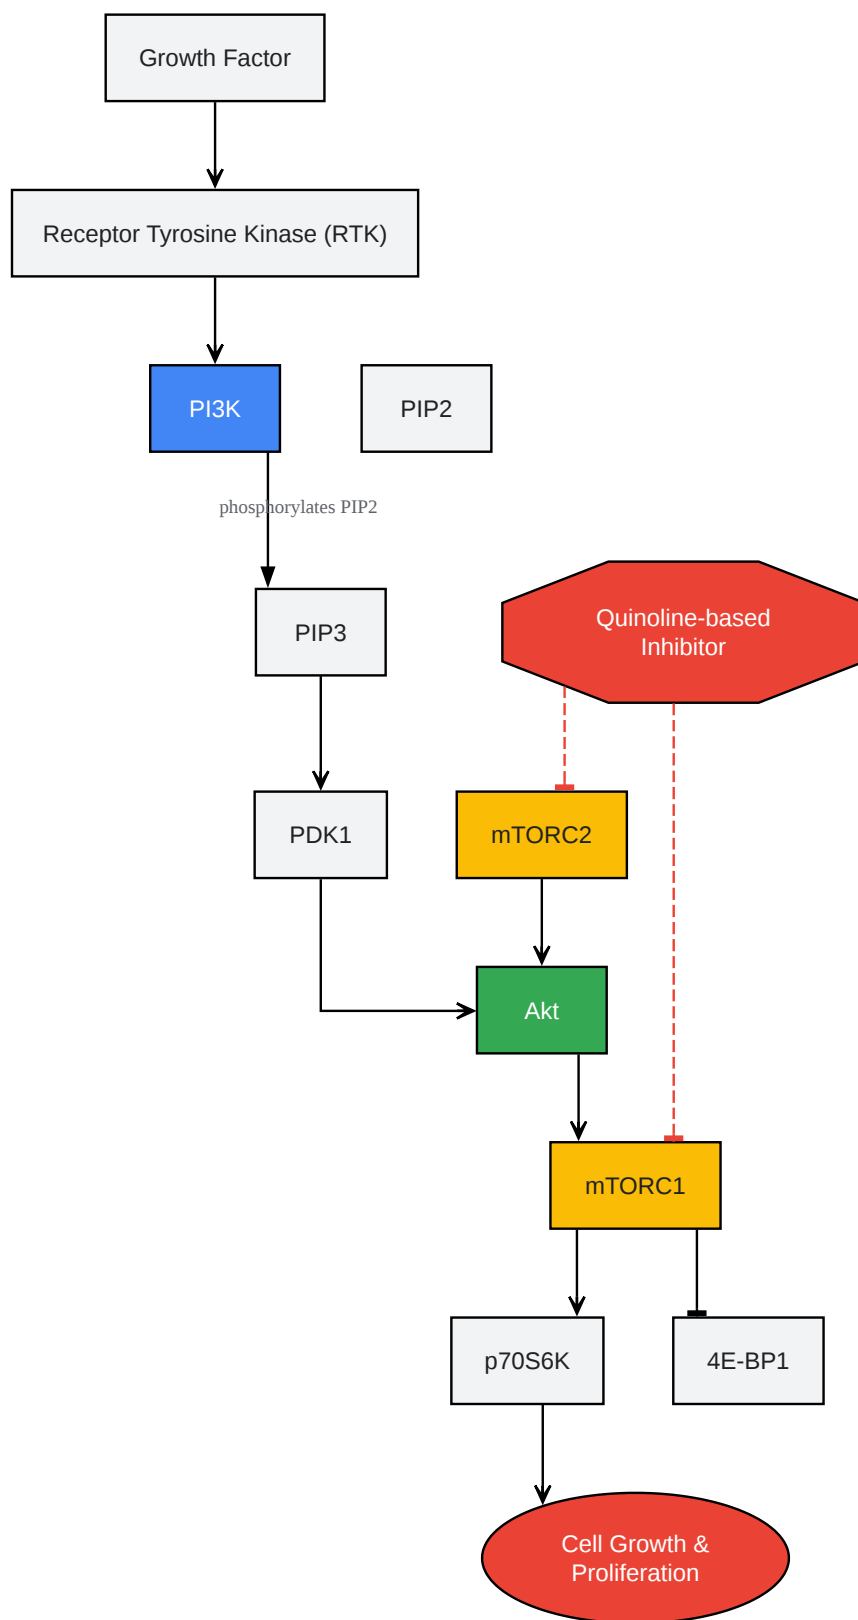 Growth Factor
Receptor Tyrosine Kinase (RTK)
PI3K
PIP2
phosphorylates PIP2
PIP3
Quinoline-based
Inhibitor
PDK1
mTORC2
Akt
mTORC1
p70S6K
4E-BP1
Cell Growth &
Proliferation